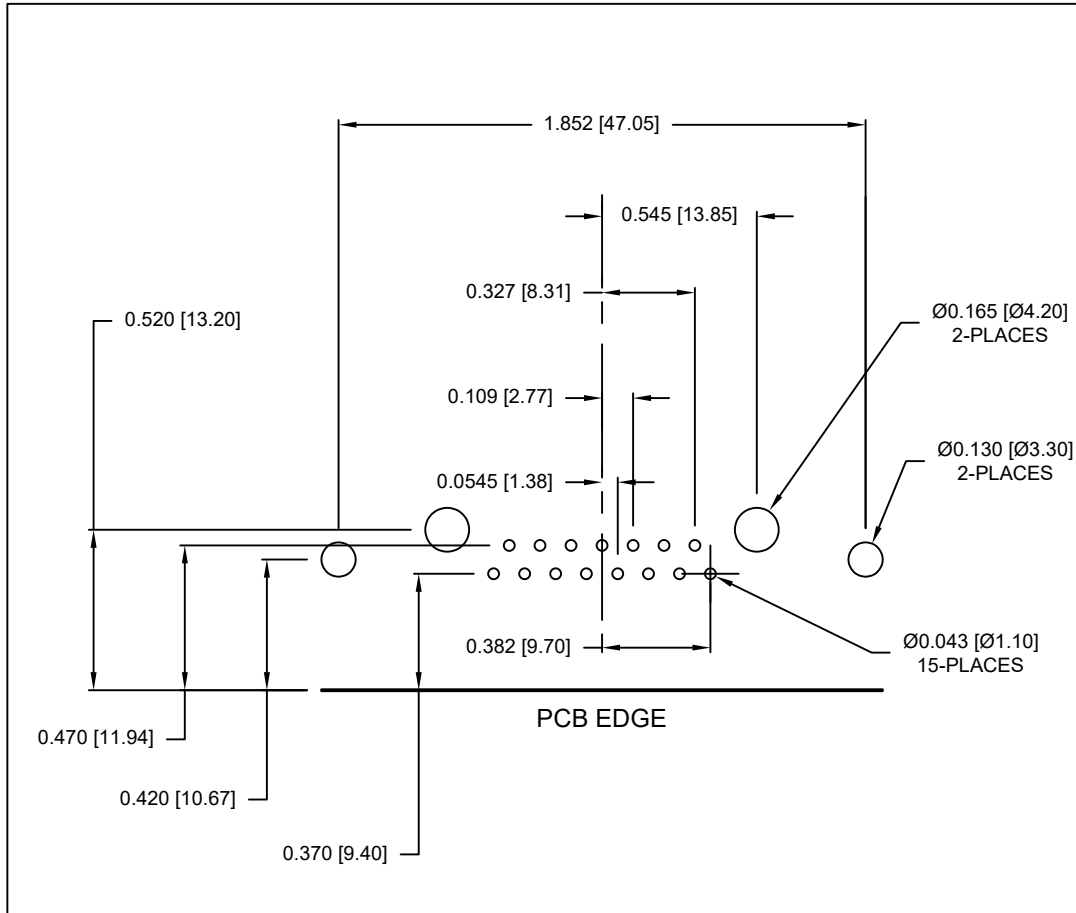 1.852 [47.05]
0.545 [13.85]
0.327 [8.31]
0.520 [13.20]
Ø0.165 [Ø4.20]
2-PLACES
0.109 [2.77]
Ø0.130 [Ø3.30]
2-PLACES
0.0545 [1.38]
0.382 [9.70]
Ø0.043 [Ø1.10]
15-PLACES
PCB EDGE
0.470 [11.94]
0.420 [10.67]
0.370 [9.40]